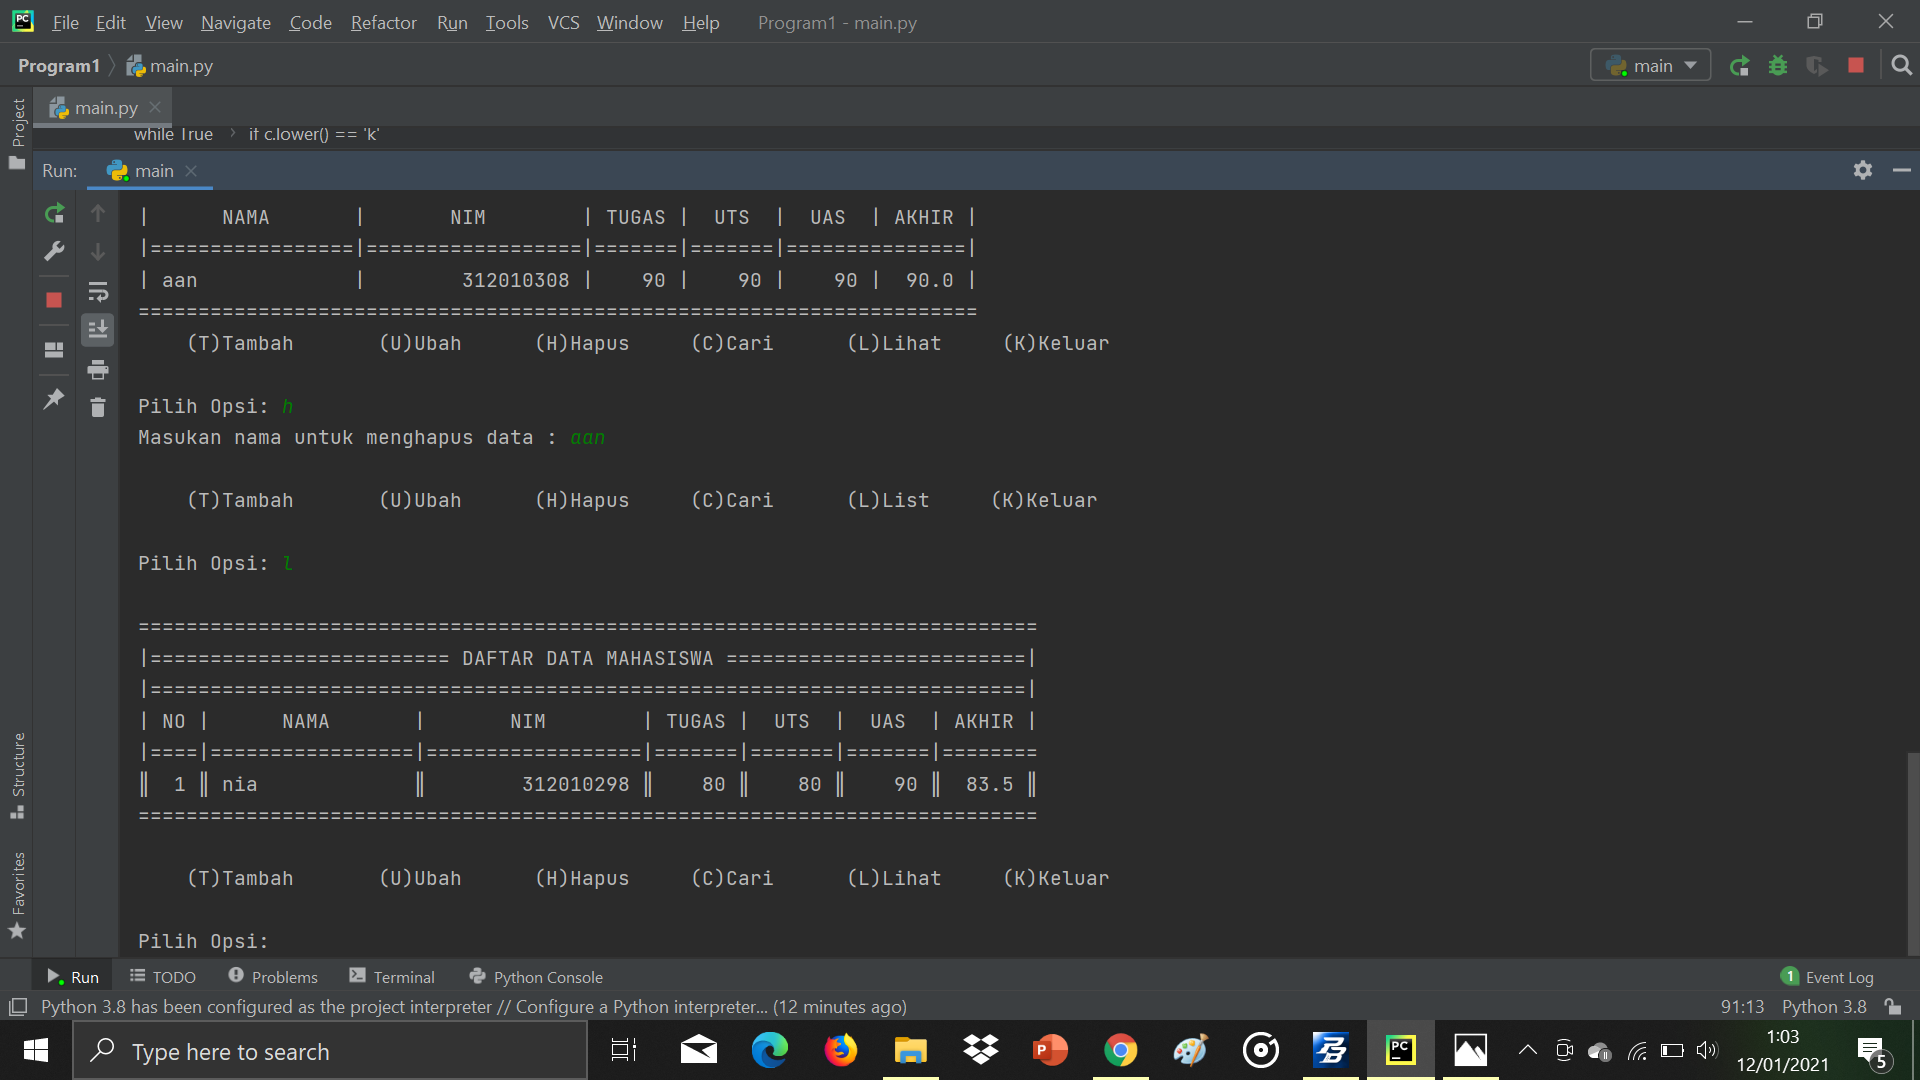 File Edit View Navigate Code Refactor Run Tools VCS Window Help Program1 - main.py
Program1 main.py main
Project
main.py
while True › if c.lower() == 'k'
Run: main
| NAMA | NIM | TUGAS | UTS | UAS | AKHIR |
|=================|==================|=======|=======|===============|
| aan | 312010308 | 90 | 90 | 90 | 90.0 |
======================================================================
(T)Tambah (U)Ubah (H)Hapus (C)Cari (L)Lihat (K)Keluar
Pilih Opsi: h
Masukan nama untuk menghapus data : aan
(T)Tambah (U)Ubah (H)Hapus (C)Cari (L)List (K)Keluar
Pilih Opsi: l
===========================================================================
|========================= DAFTAR DATA MAHASISWA =========================|
|=========================================================================|
| NO | NAMA | NIM | TUGAS | UTS | UAS | AKHIR |
|====|=================|==================|=======|=======|=======|========
║ 1 ║ nia ║ 312010298 ║ 80 ║ 80 ║ 90 ║ 83.5 ║
===========================================================================
(T)Tambah (U)Ubah (H)Hapus (C)Cari (L)Lihat (K)Keluar
Pilih Opsi:
Structure
Favorites
Run TODO Problems Terminal Python Console 1 Event Log
Python 3.8 has been configured as the project interpreter // Configure a Python interpreter... (12 minutes ago) 91:13 Python 3.8
Type here to search
1:03
12/01/2021
5